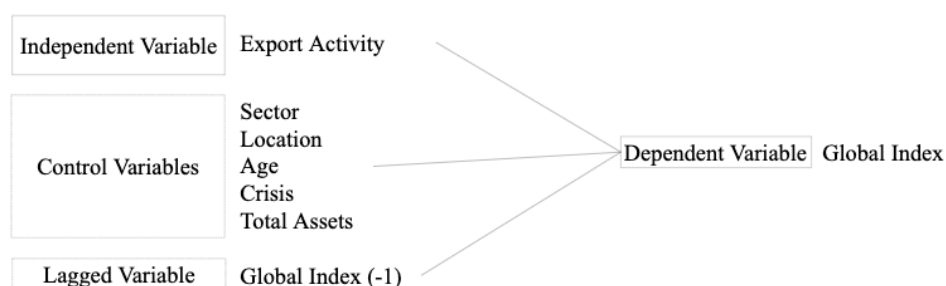 Independent Variable Export Activity
Sector
Location
Control Variables Age
Crisis
Total Assets
Dependent Variable Global Index
Lagged Variable Global Index (-1)